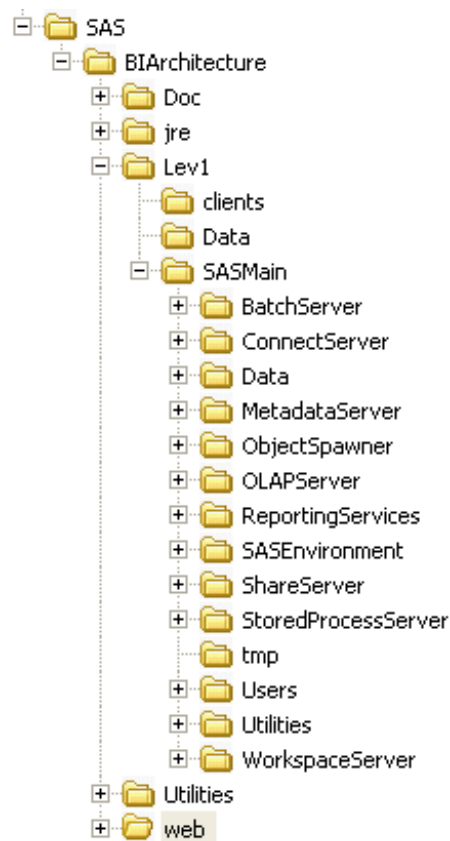 SAS
BIArchitecture
Doc
jre
Lev1
clients
Data
SASMain
BatchServer
ConnectServer
Data
MetadataServer
ObjectSpawner
OLAPServer
ReportingServices
SASEnvironment
ShareServer
StoredProcessServer
tmp
Users
Utilities
WorkspaceServer
Utilities
web